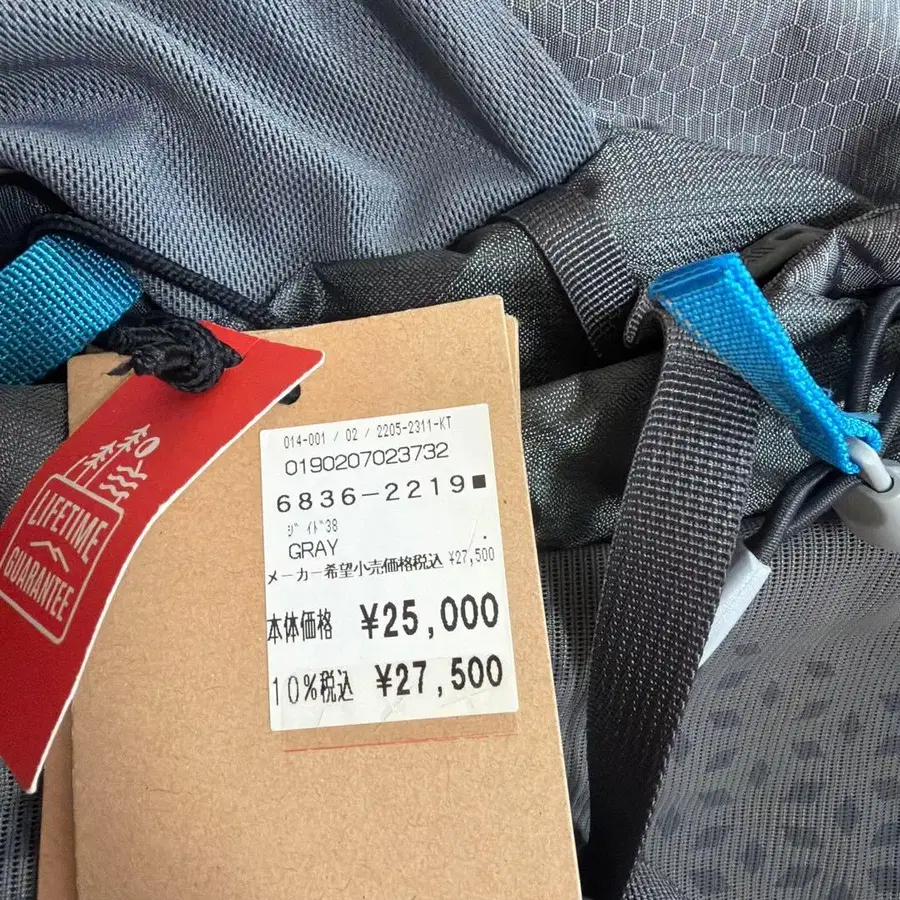 LIFETIME
GUARANTEE
014-001 / 02 / 2205-2311-KT
0190207023732
6836-2219■
ジイド38
GRAY
メーカー希望小売価格税込 ¥27,500
本体価格 ¥25,000
10%税込 ¥27,500